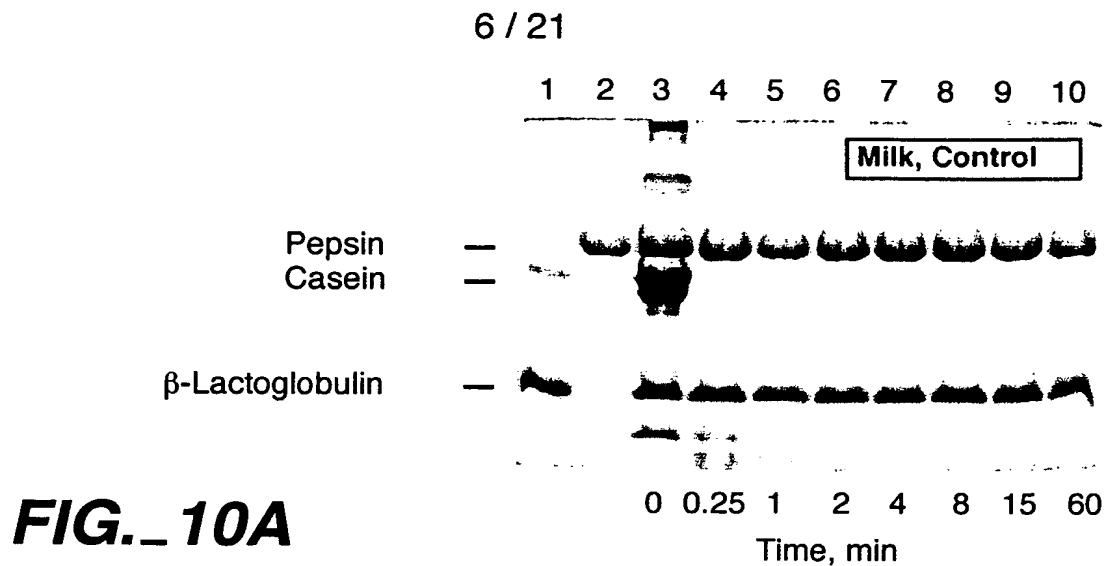 6 / 21
1 2 3 4 5 6 7 8 9 10
Milk, Control
Pepsin
Casein
β-Lactoglobulin
0 0.25 1 2 4 8 15 60
Time, min
FIG._10A